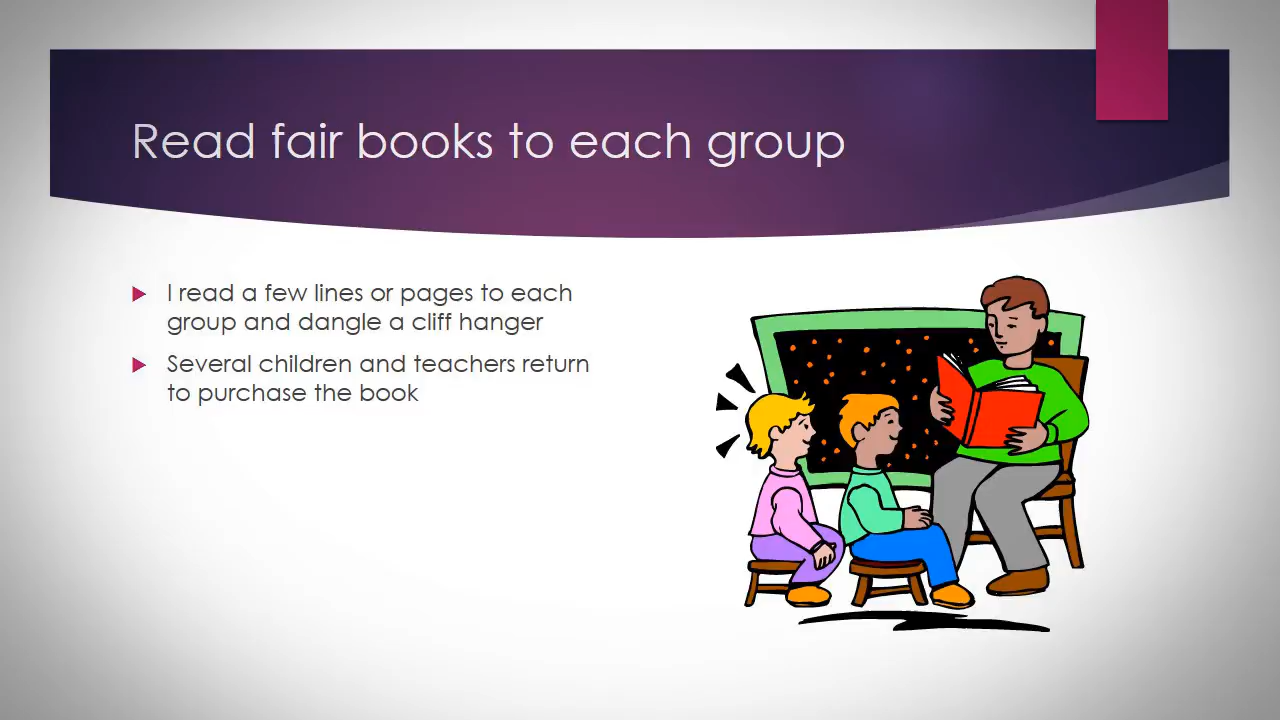 Read fair books to each group
I read a few lines or pages to each
group and dangle a cliff hanger
Several children and teachers return
to purchase the book